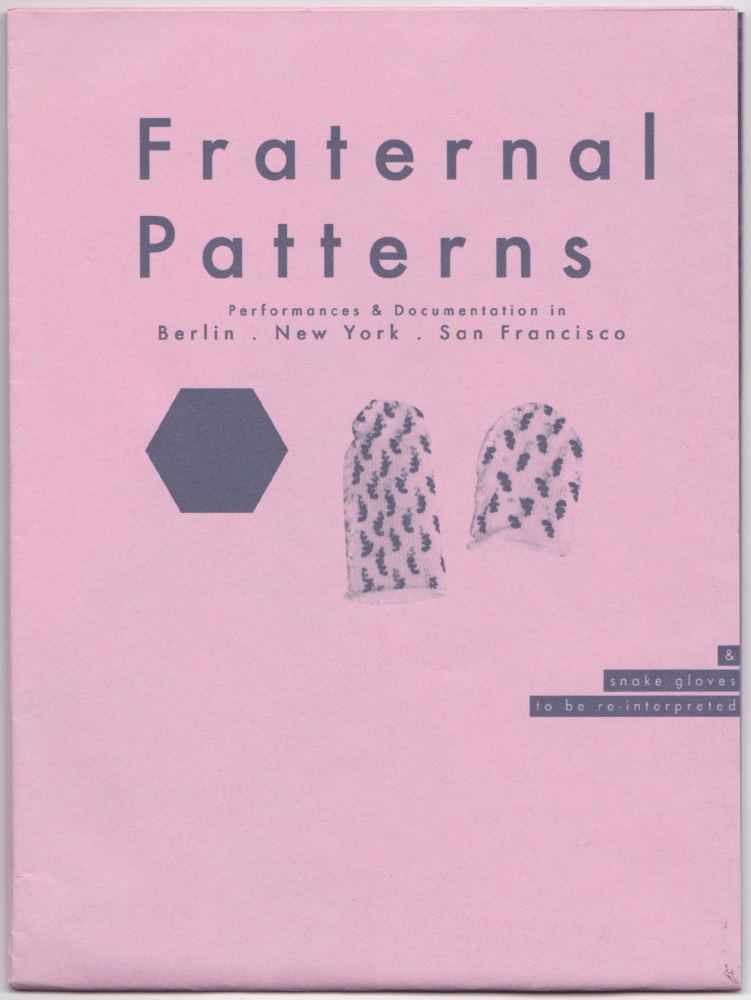 Fraternal
Patterns
Performances & Documentation in
Berlin . New York . San Francisco
&
snake gloves
to be re-interpreted